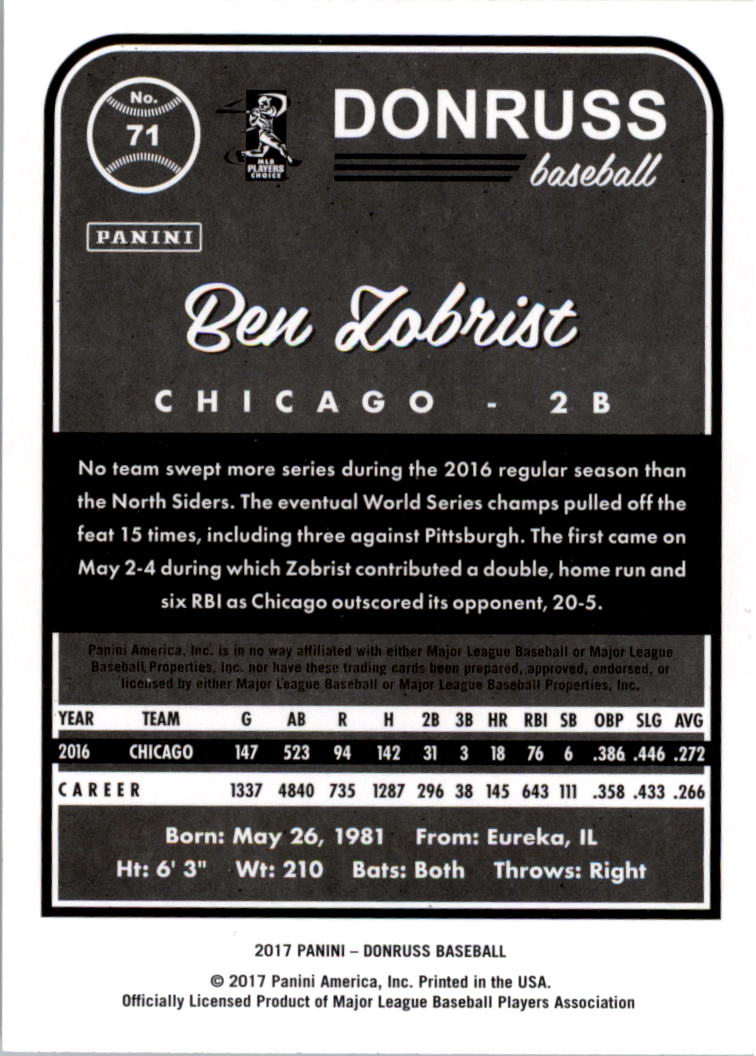 No.
71
MLB
PLAYERS
CHOICE
DONRUSS
baseball
PANINI
Ben Zobrist
CHICAGO - 2B
No team swept more series during the 2016 regular season than
the North Siders. The eventual World Series champs pulled off the
feat 15 times, including three against Pittsburgh. The first came on
May 2-4 during which Zobrist contributed a double, home run and
six RBI as Chicago outscored its opponent, 20-5.
Panini America, Inc. is in no way affiliated with either Major League Baseball or Major League
Baseball Properties, Inc. nor have these trading cards been prepared, approved, endorsed, or
licensed by either Major League Baseball or Major League Baseball Properties, Inc.
YEAR TEAM G AB R H 2B 3B HR RBI SB OBP SLG AVG
2016 CHICAGO 147 523 94 142 31 3 18 76 6 .386 .446 .272
CAREER 1337 4840 735 1287 296 38 145 643 111 .358 .433 .266
Born: May 26, 1981 From: Eureka, IL
Ht: 6' 3" Wt: 210 Bats: Both Throws: Right
2017 PANINI – DONRUSS BASEBALL
© 2017 Panini America, Inc. Printed in the USA.
Officially Licensed Product of Major League Baseball Players Association